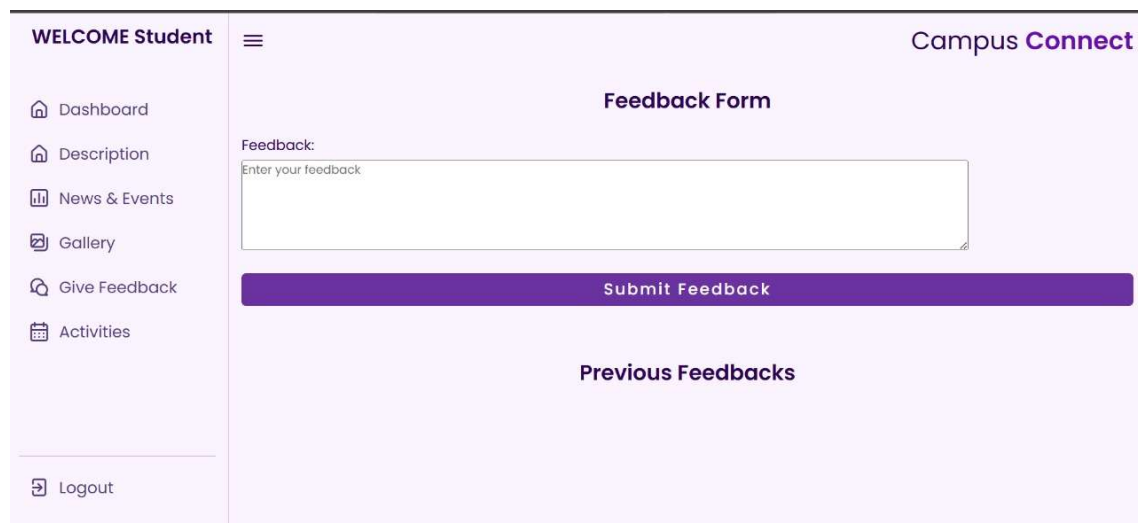 WELCOME Student
Campus Connect
Dashboard
Description
News & Events
Gallery
Give Feedback
Activities
Logout
Feedback Form
Feedback:
Enter your feedback
Submit Feedback
Previous Feedbacks